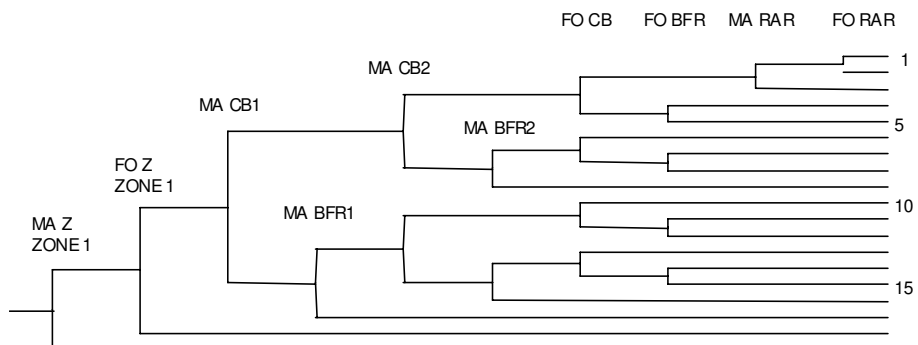 FO CB FO BFR MA RAR FO RAR
1
MA CB2
MA CB1
5
MA BFR2
FO Z
ZONE 1
10
MA BFR1
MA Z
ZONE 1
15